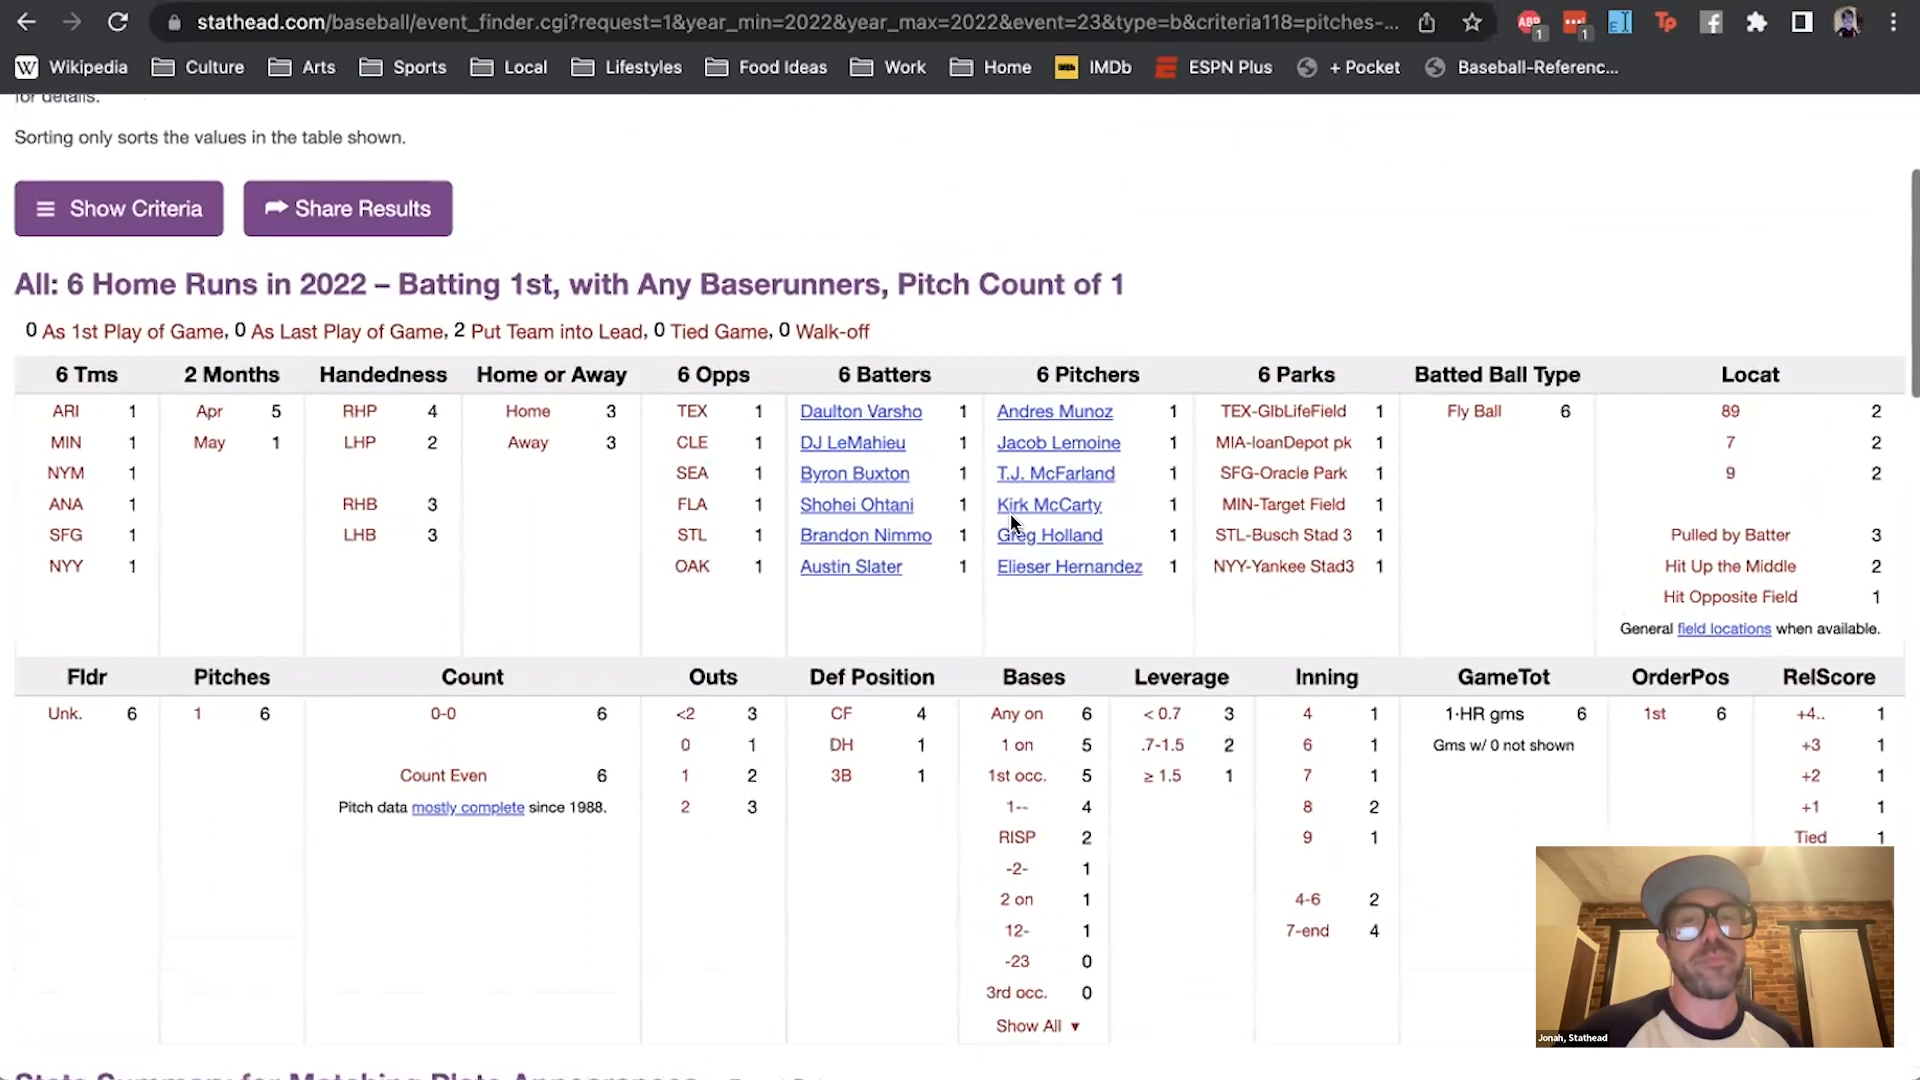 stathead.com/baseball/event_finder.cgi?request=1&year_min=2022&year_max=2022&event=23&type=b&criteria118=pitches-...
ABP 1 1 Tp
W Wikipedia Culture Arts Sports Local Lifestyles Food Ideas Work Home IMDb ESPN Plus + Pocket Baseball-Referenc...
for details.
Sorting only sorts the values in the table shown.
Show Criteria Share Results
All: 6 Home Runs in 2022 – Batting 1st, with Any Baserunners, Pitch Count of 1
0 As 1st Play of Game, 0 As Last Play of Game, 2 Put Team into Lead, 0 Tied Game, 0 Walk-off
6 Tms 2 Months Handedness Home or Away 6 Opps 6 Batters 6 Pitchers 6 Parks Batted Ball Type Locat
ARI 1 Apr 5 RHP 4 Home 3 TEX 1 Daulton Varsho 1 Andres Munoz 1 TEX-GlbLifeField 1 Fly Ball 6 89 2
MIN 1 May 1 LHP 2 Away 3 CLE 1 DJ LeMahieu 1 Jacob Lemoine 1 MIA-loanDepot pk 1 7 2
NYM 1 SEA 1 Byron Buxton 1 T.J. McFarland 1 SFG-Oracle Park 1 9 2
ANA 1 RHB 3 FLA 1 Shohei Ohtani 1 Kirk McCarty 1 MIN-Target Field 1
SFG 1 LHB 3 STL 1 Brandon Nimmo 1 Greg Holland 1 STL-Busch Stad 3 1 Pulled by Batter 3
NYY 1 OAK 1 Austin Slater 1 Elieser Hernandez 1 NYY-Yankee Stad3 1 Hit Up the Middle 2
Hit Opposite Field 1
General field locations when available.
Fldr Pitches Count Outs Def Position Bases Leverage Inning GameTot OrderPos RelScore
Unk. 6 1 6 0-0 6 <2 3 CF 4 Any on 6 < 0.7 3 4 1 1-HR gms 6 1st 6 +4.. 1
0 1 DH 1 1 on 5 .7-1.5 2 6 1 Gms w/ 0 not shown +3 1
Count Even 6 1 2 3B 1 1st occ. 5 ≥ 1.5 1 7 1 +2 1
Pitch data mostly complete since 1988. 2 3 1-- 4 8 2 +1 1
RISP 2 9 1 Tied 1
-2- 1
2 on 1 4-6 2
12- 1 7-end 4
-23 0
3rd occ. 0
Show All ▼
Jonah, Stathead